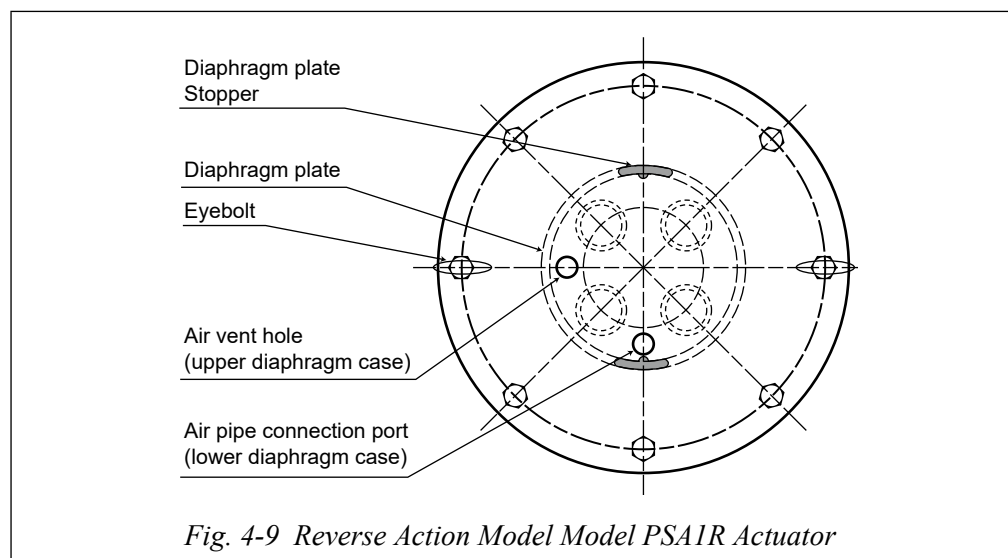 Diaphragm plate
Stopper
Diaphragm plate
Eyebolt
Air vent hole
(upper diaphragm case)
Air pipe connection port
(lower diaphragm case)
Fig. 4-9 Reverse Action Model Model PSA1R Actuator